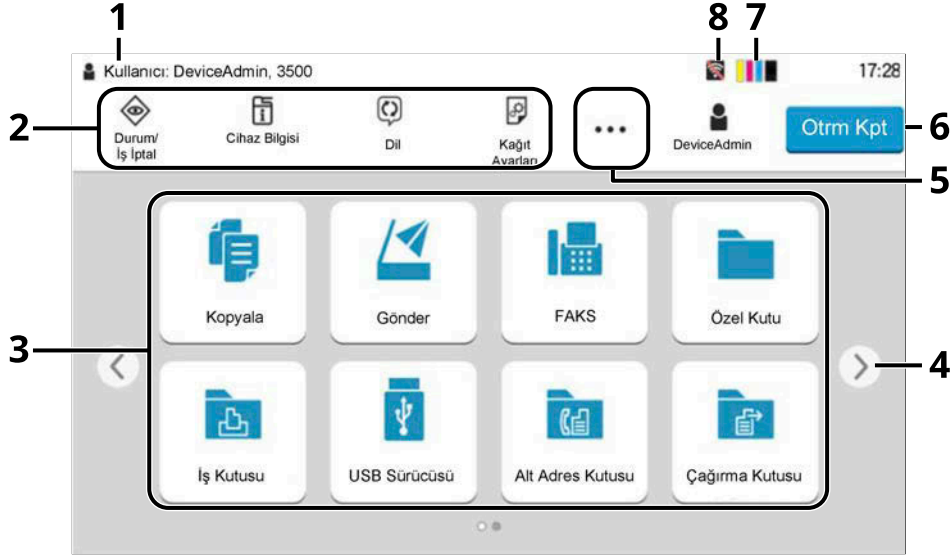 1
8 7
Kullanıcı: DeviceAdmin, 3500
17:28
2
Durum/
İş İptal
Cihaz Bilgisi
Dil
Kağıt
Ayarları
DeviceAdmin
Otrm Kpt
6
5
Kopyala
Gönder
FAKS
Özel Kutu
3
4
İş Kutusu
USB Sürücüsü
Alt Adres Kutusu
Çağırma Kutusu